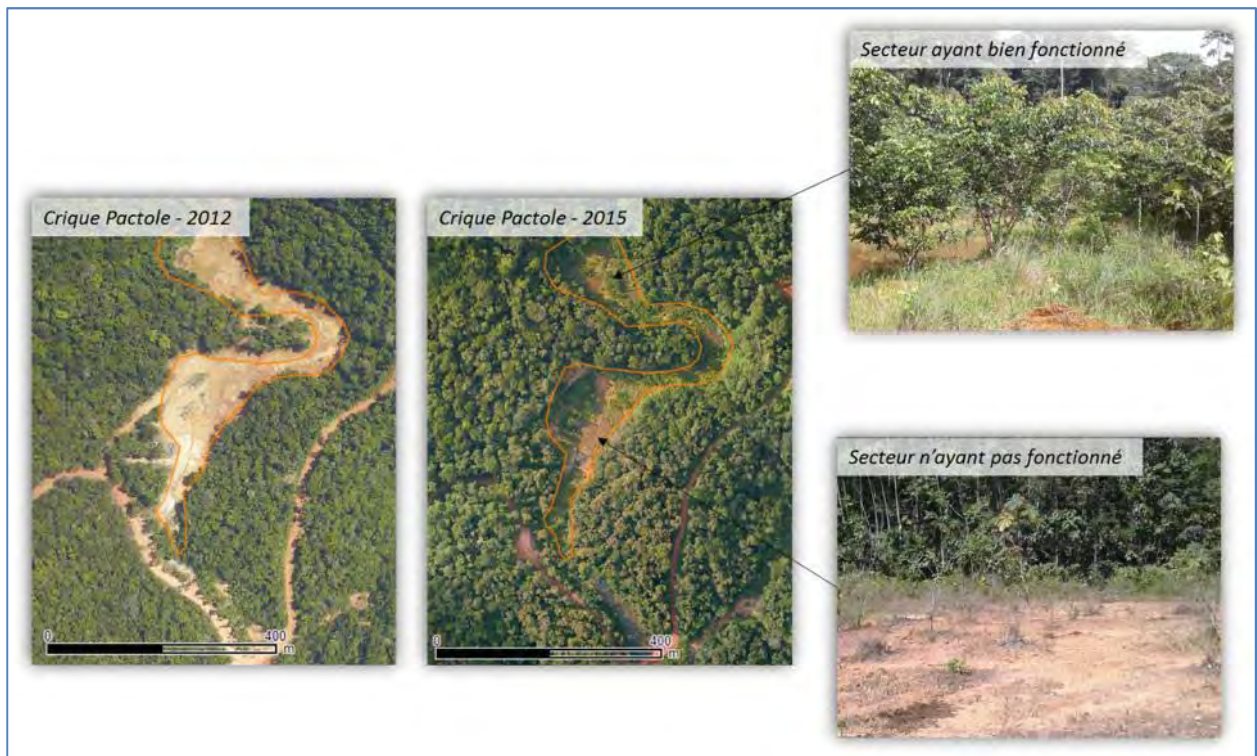 Secteur ayant bien fonctionné
Crique Pactole - 2012
Crique Pactole - 2015
0
400
m
0
400
m
Secteur n'ayant pas fonctionné